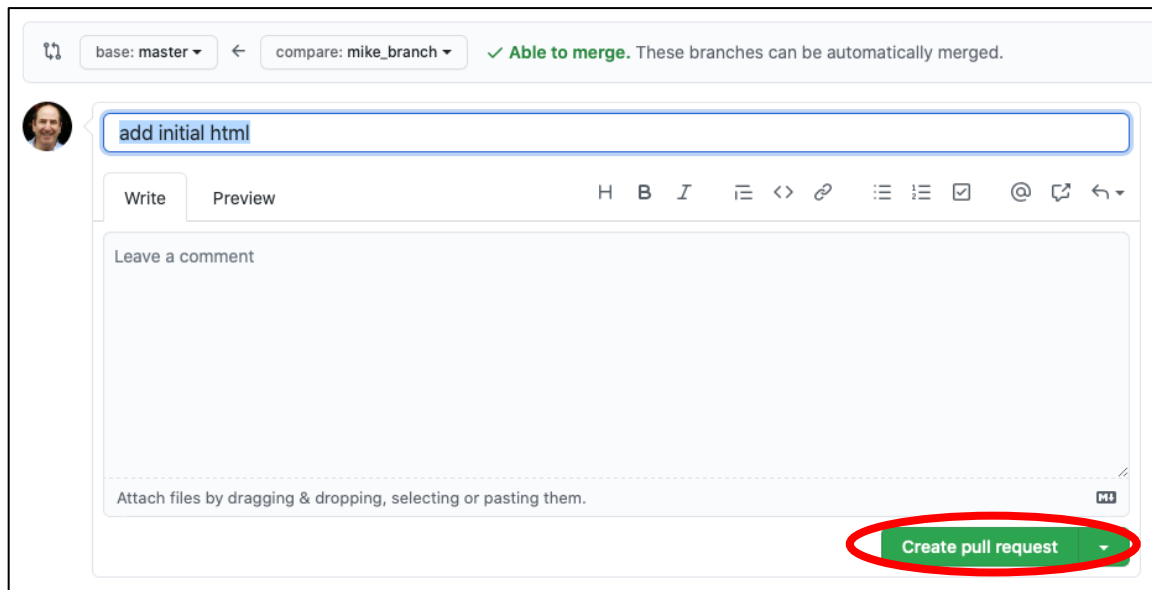 base: master compare: mike_branch Able to merge. These branches can be automatically merged.
add initial html
Write Preview H B I
Leave a comment
Attach files by dragging & dropping, selecting or pasting them.
Create pull request